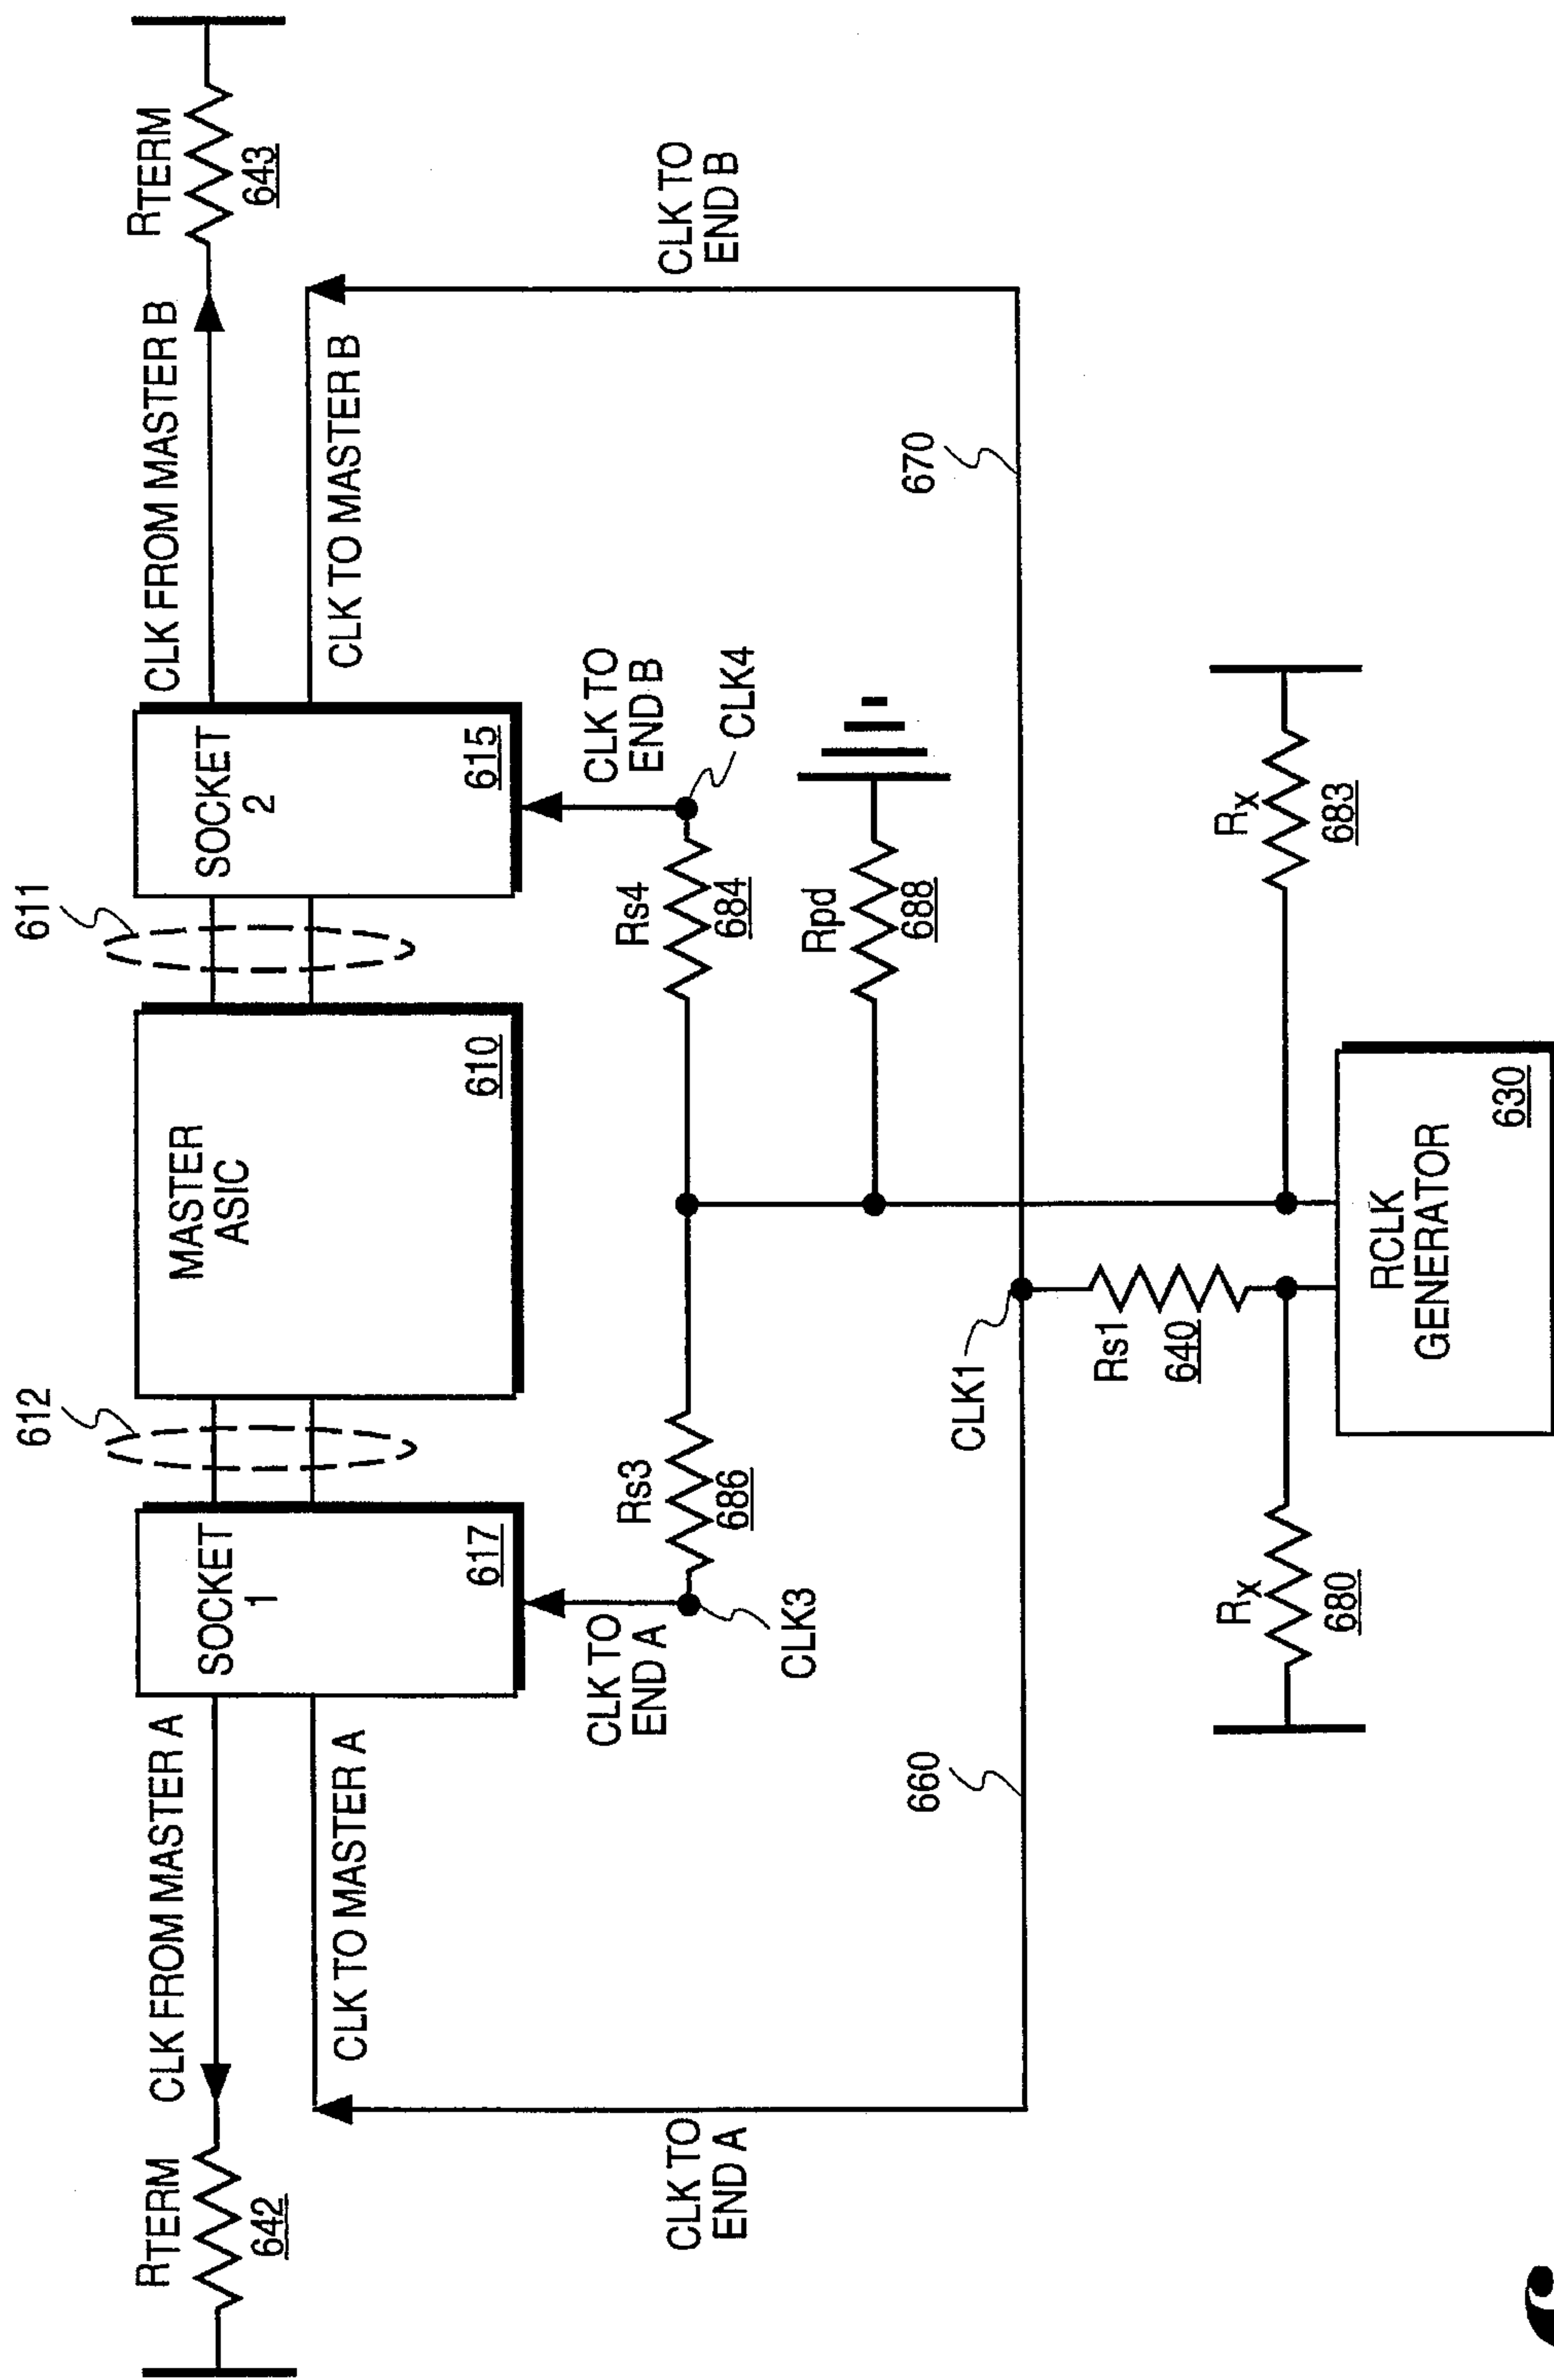 612
611
RTERM
642
CLK FROM MASTER A
CLK TO MASTER A
SOCKET
1
617
MASTER
ASIC
610
SOCKET
2
615
CLK FROM MASTER B
CLK TO MASTER B
RTERM
643
CLK TO
END A
CLK TO
END A
CLK3
Rs3
686
Rs4
684
CLK TO
END B
CLK4
Rpd
688
CLK TO
END B
660
CLK1
670
Rs1
640
Rx
680
Rx
683
RCLK
GENERATOR
630